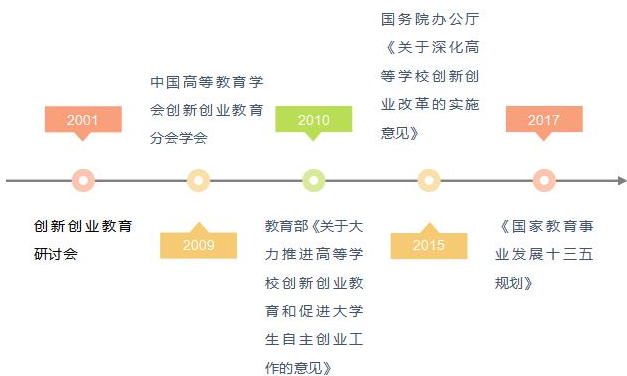 2001
创新创业教育
研讨会
中国高等教育学
会创新创业教育
分会学会
2009
2010
教育部《关于大
力推进高等学
校创新创业教
育和促进大学
生自主创业工
作的意见》
国务院办公厅
《关于深化高
等学校创新创
业改革的实施
意见》
2015
2017
《国家教育事
业发展十三五
规划》